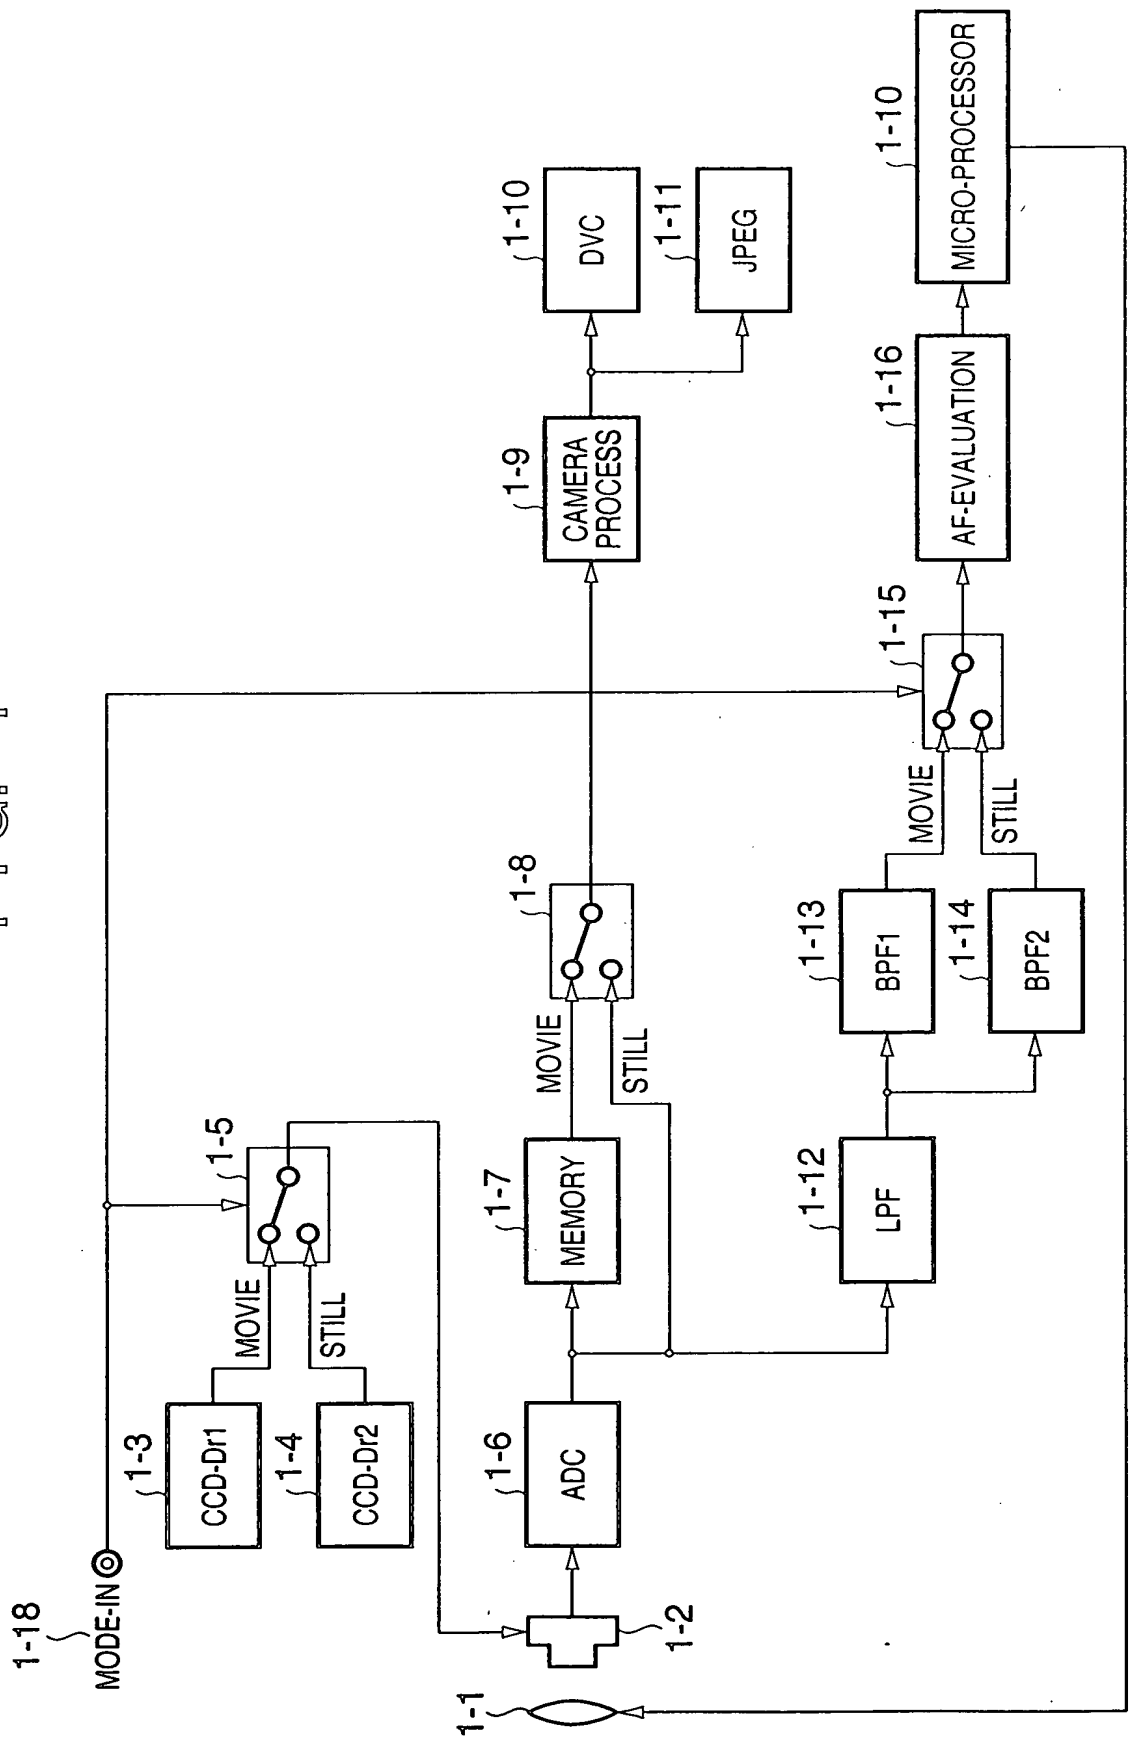 1-18
MODE-IN
1-3
CCD-Dr1
1-4
CCD-Dr2
MOVIE
STILL
1-5
1-1
1-2
1-6
ADC
1-7
MEMORY
MOVIE
STILL
1-8
1-9
CAMERA
PROCESS
1-10
DVC
1-11
JPEG
1-12
LPF
1-13
BPF1
1-14
BPF2
MOVIE
STILL
1-15
1-16
AF-EVALUATION
1-10
MICRO-PROCESSOR